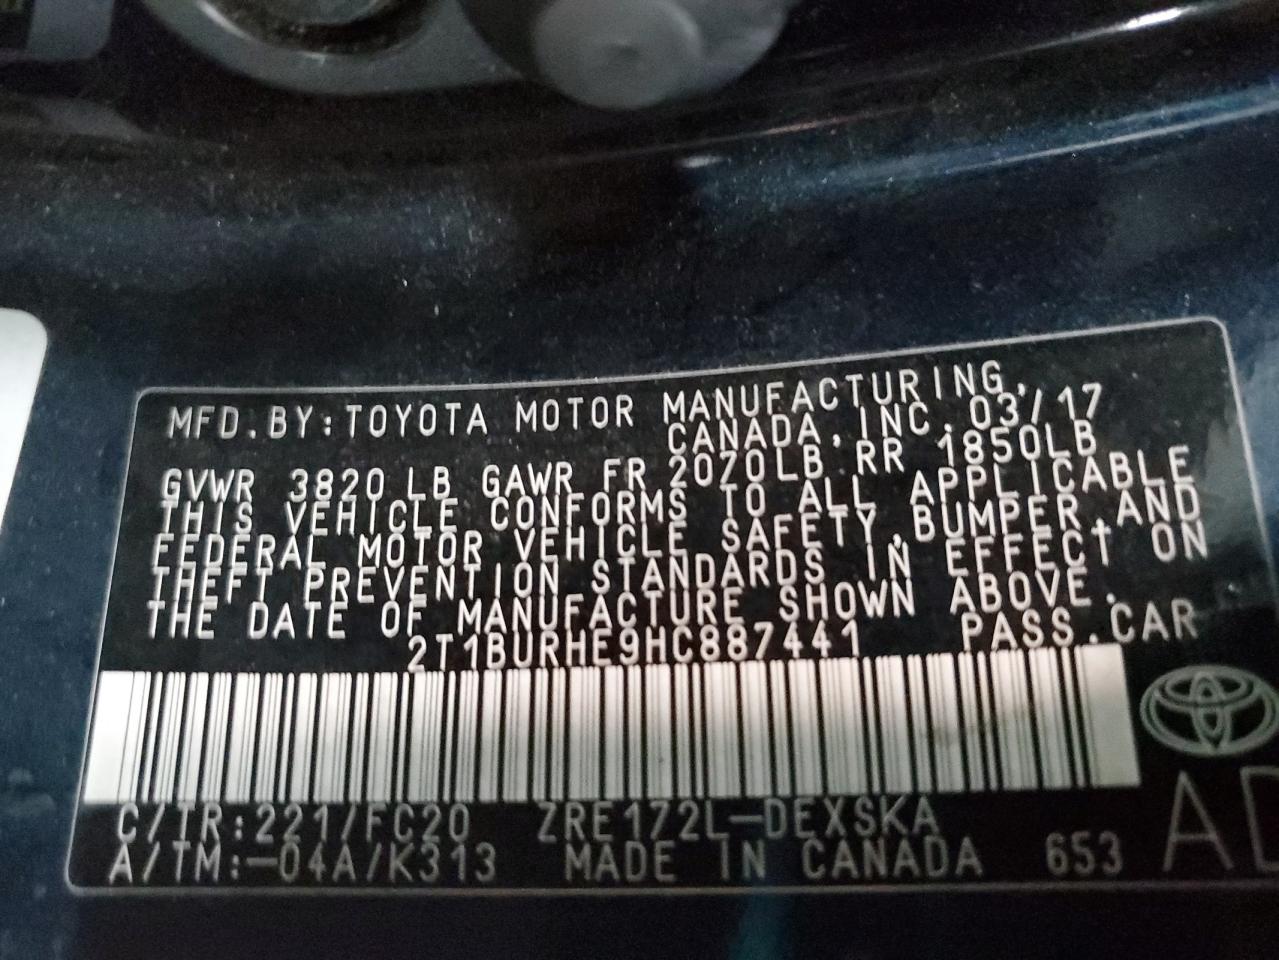 MFD.BY:TOYOTA MOTOR MANUFACTURING,
CANADA,INC.03/17
GVWR 3820 LB GAWR FR 2070LB RR 1850LB
THIS VEHICLE CONFORMS TO ALL APPLICABLE
FEDERAL MOTOR VEHICLE SAFETY,BUMPER,AND
THEFT PREVENTION STANDARDS IN EFFECT ON
THE DATE OF MANUFACTURE SHOWN ABOVE.
2T1BURHE9HC887441 PASS.CAR
C/TR:221/FC20 ZRE172L-DEXSKA
A/TM:-04A/K313 MADE IN CANADA 653